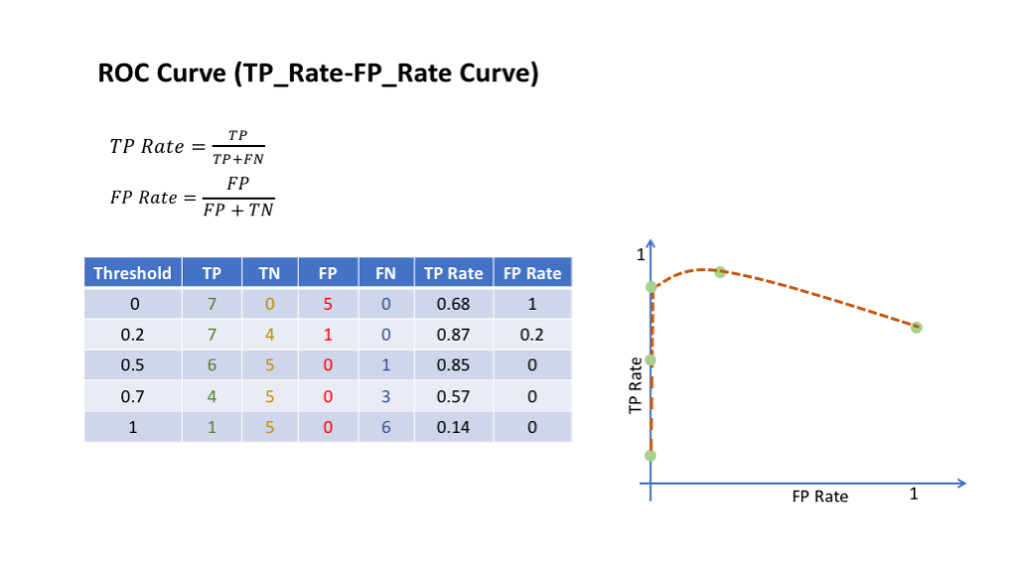 ROC Curve (TP_Rate-FP_Rate Curve)
TP Rate = TP / TP+FN
FP Rate = FP / FP + TN
Threshold TP TN FP FN TP Rate FP Rate
0 7 0 5 0 0.68 1
0.2 7 4 1 0 0.87 0.2
0.5 6 5 0 1 0.85 0
0.7 4 5 0 3 0.57 0
1 1 5 0 6 0.14 0
1
TP Rate
FP Rate
1